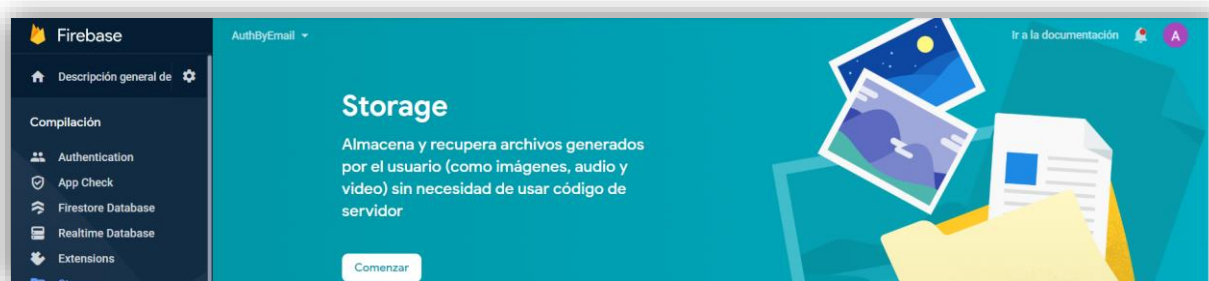 Firebase
AuthByEmail
Ir a la documentación
A
Descripción general de
Storage
Compilación
Almacena y recupera archivos generados
por el usuario (como imágenes, audio y
video) sin necesidad de usar código de
servidor
Authentication
App Check
Firestore Database
Realtime Database
Extensions
Comenzar